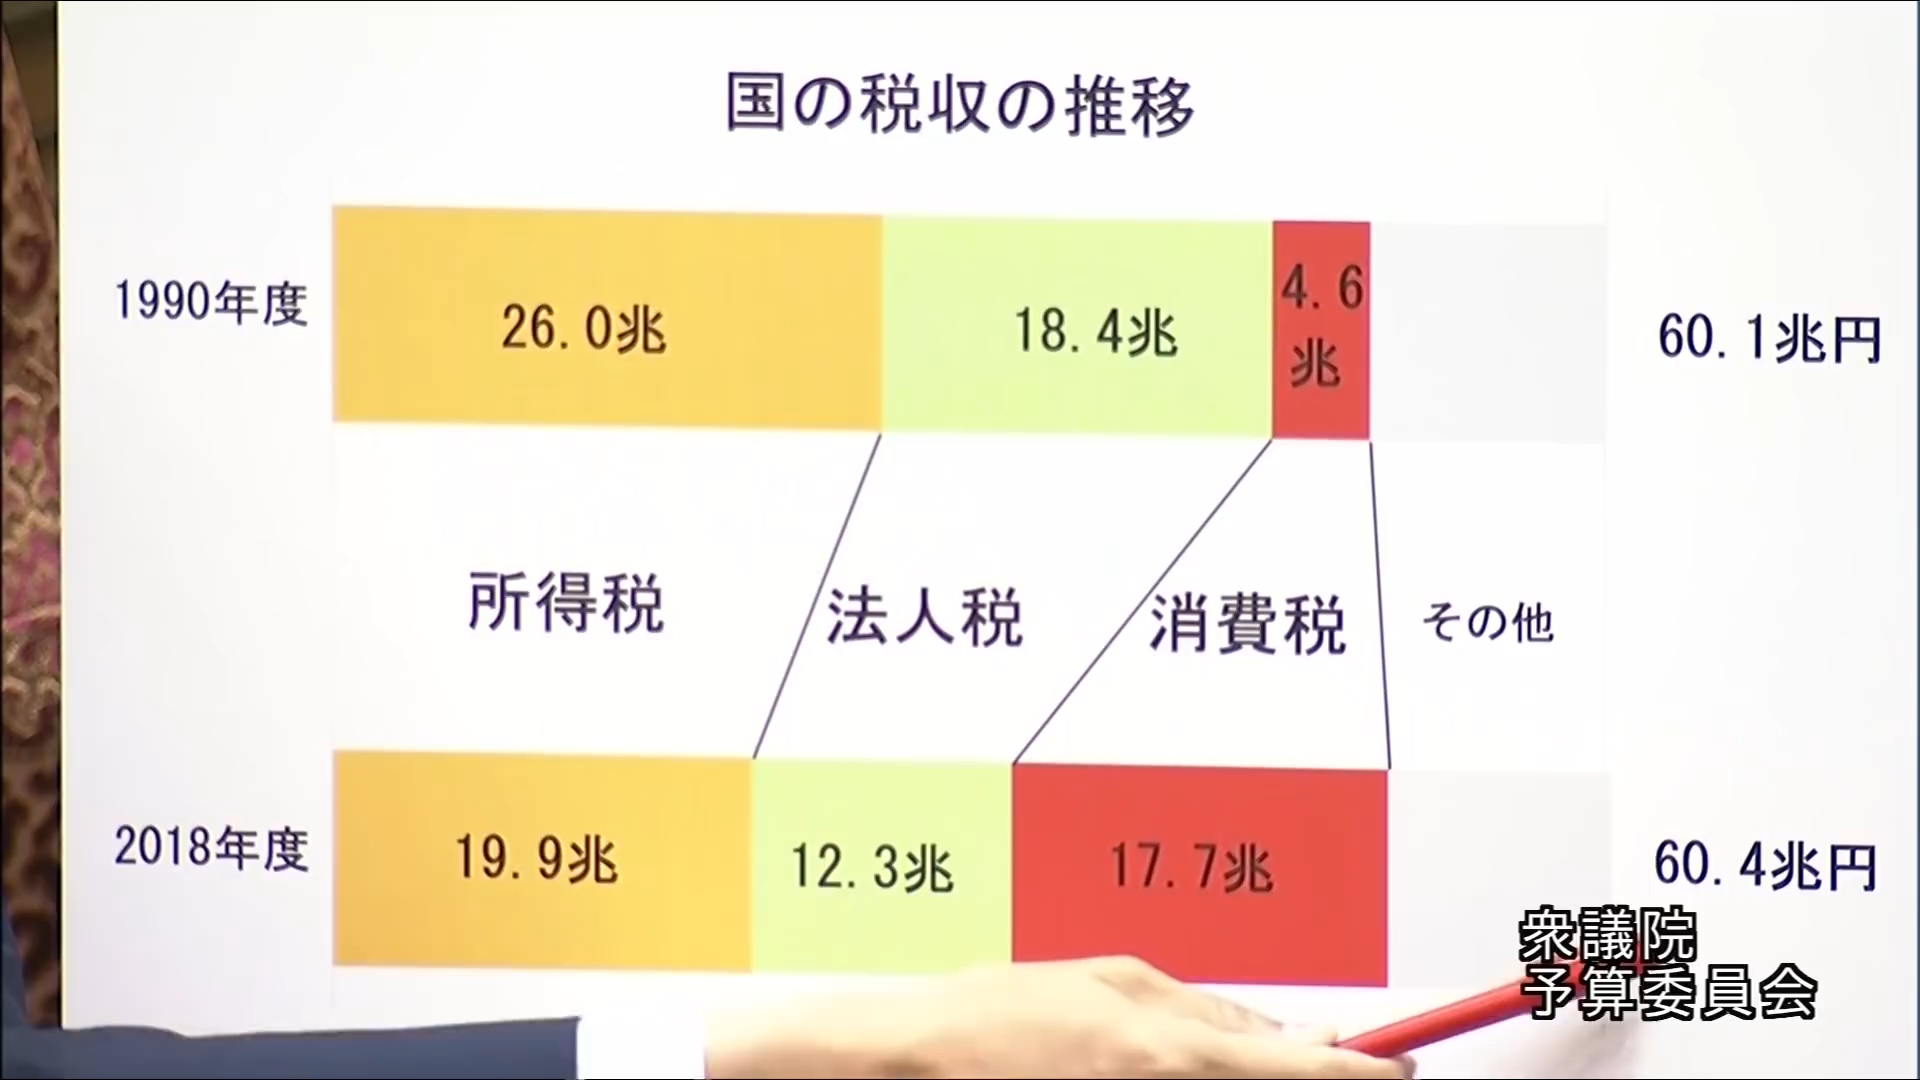 国の税収の推移
1990年度
26.0兆
18.4兆
4.6
兆
60.1兆円
所得税
法人税
消費税
その他
2018年度
19.9兆
12.3兆
17.7兆
60.4兆円
衆議院
予算委員会